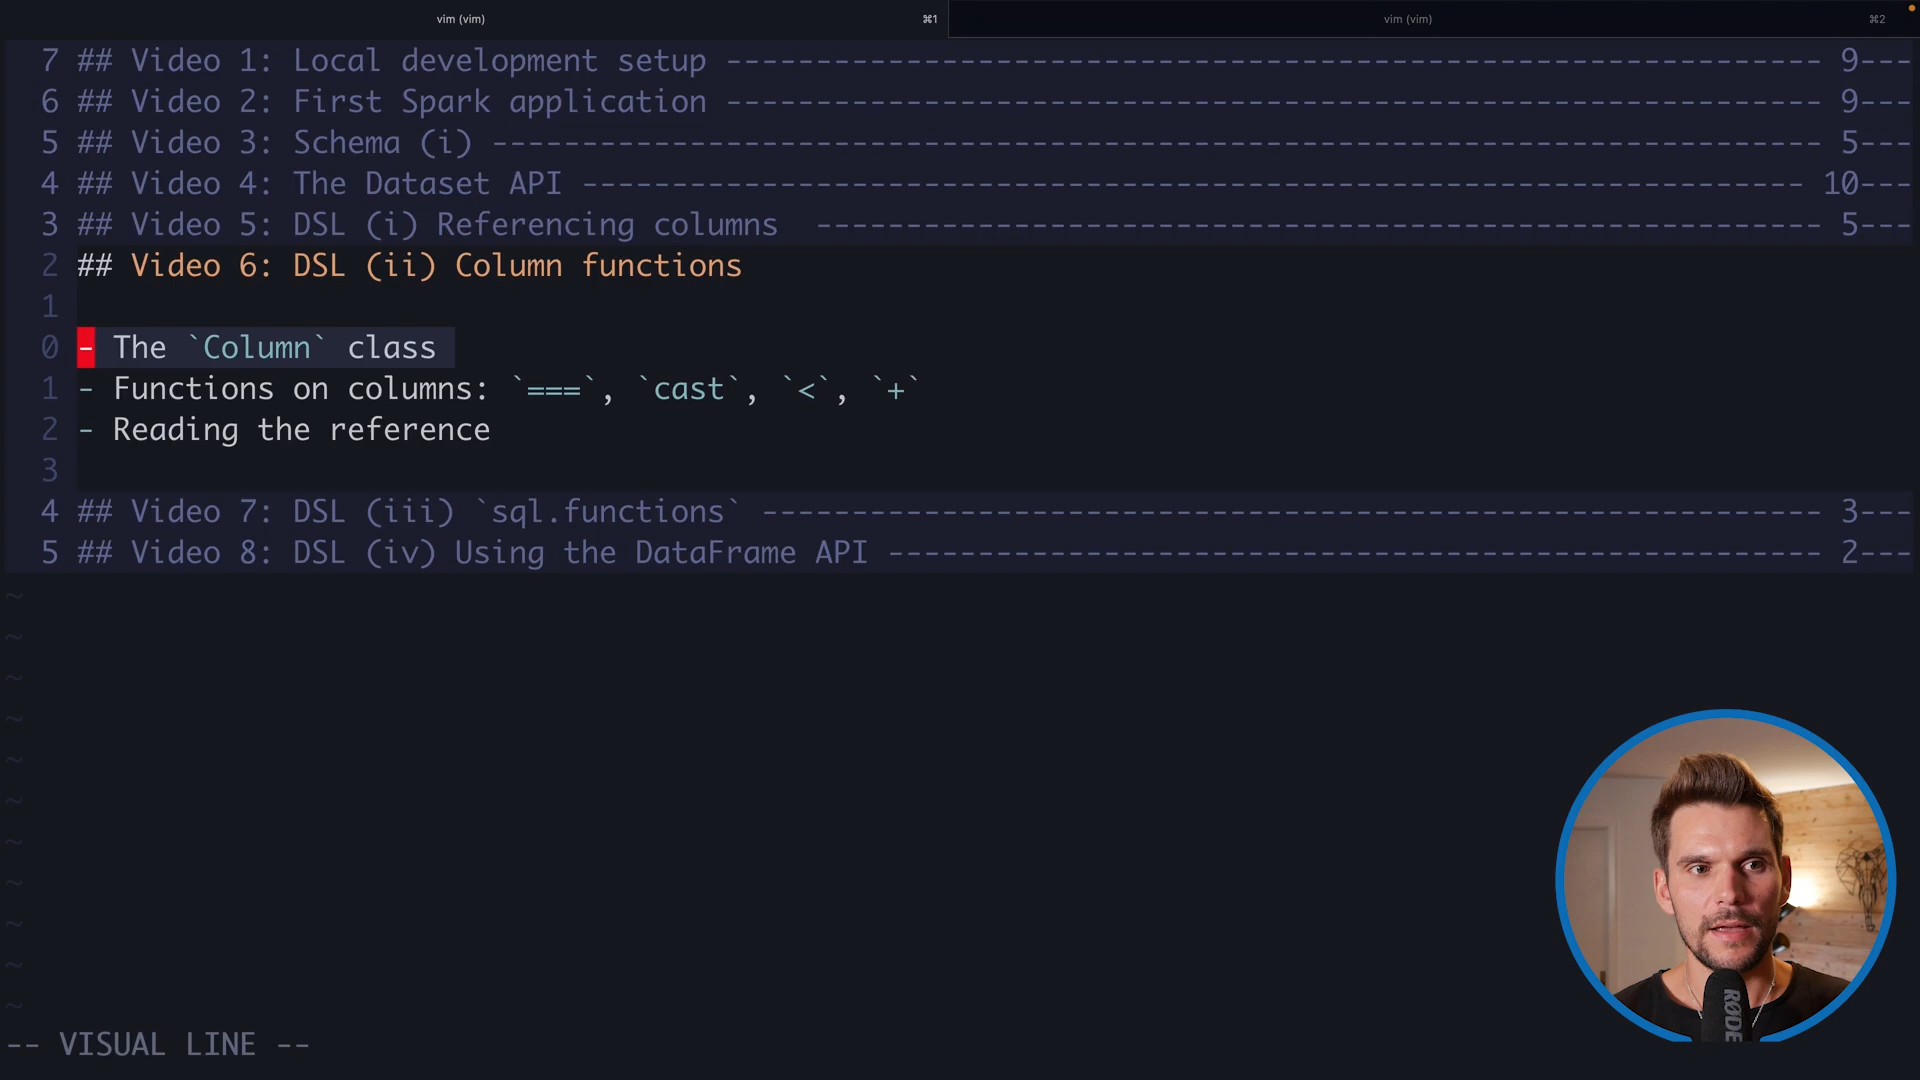 vim (vim) ⌘1 vim (vim) ⌘2
7 ## Video 1: Local development setup ------------------------------------------------------------- 9---
6 ## Video 2: First Spark application ------------------------------------------------------------- 9---
5 ## Video 3: Schema (i) -------------------------------------------------------------------------- 5---
4 ## Video 4: The Dataset API -------------------------------------------------------------------- 10---
3 ## Video 5: DSL (i) Referencing columns  -------------------------------------------------------- 5---
2 ## Video 6: DSL (ii) Column functions
1
0 - The `Column` class
1 - Functions on columns: `===`, `cast`, `<`, `+`
2 - Reading the reference
3
4 ## Video 7: DSL (iii) `sql.functions` ----------------------------------------------------------- 3---
5 ## Video 8: DSL (iv) Using the DataFrame API ---------------------------------------------------- 2---
~
~
~
~
~
~
~
~
~
~
~
RØDE
-- VISUAL LINE --